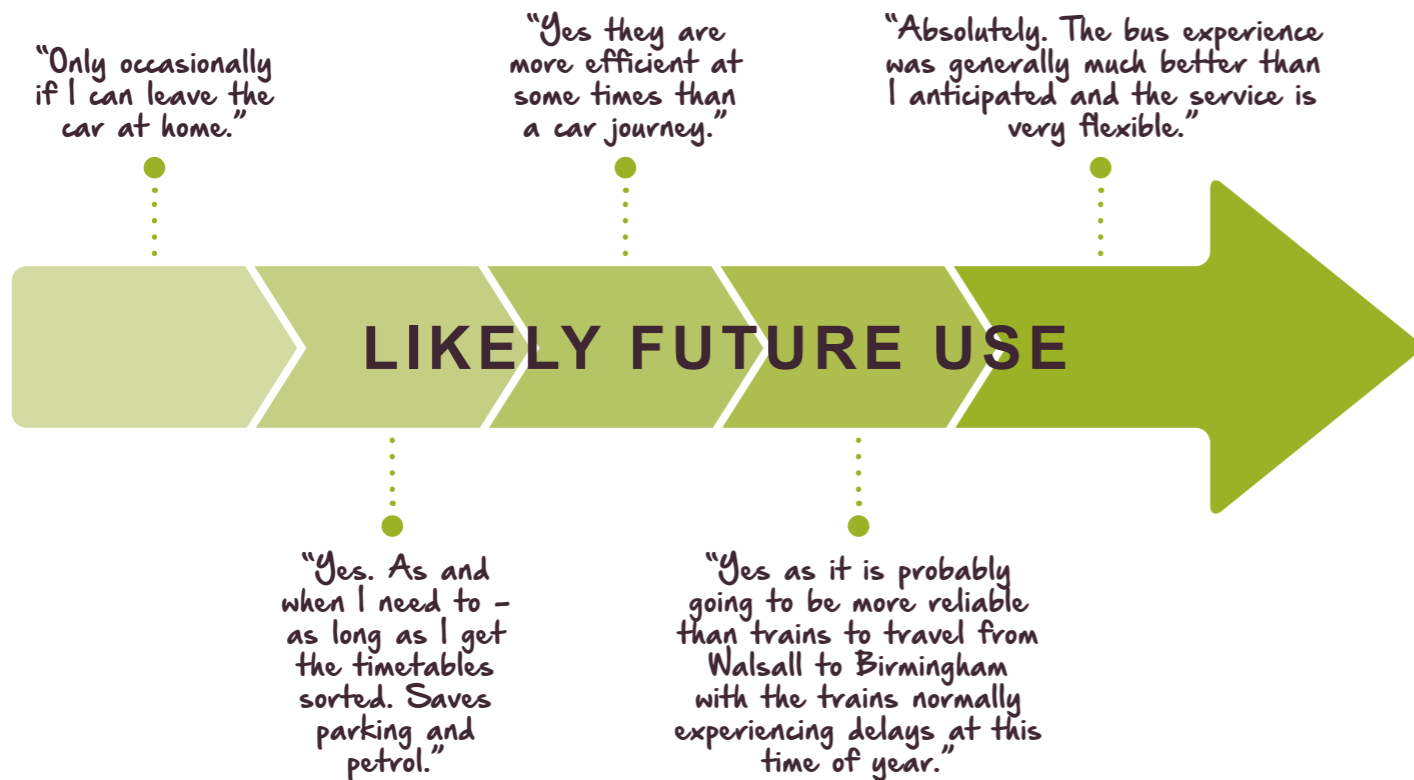 “Only occasionally
if I can leave the
car at home.”
“Yes they are
more efficient at
some times than
a car journey.”
“Absolutely. The bus experience
was generally much better than
I anticipated and the service is
very flexible.”
LIKELY FUTURE USE
“Yes. As and
when I need to –
as long as I get
the timetables
sorted. Saves
parking and
petrol.”
“Yes as it is probably
going to be more reliable
than trains to travel from
Walsall to Birmingham
with the trains normally
experiencing delays at this
time of year.”